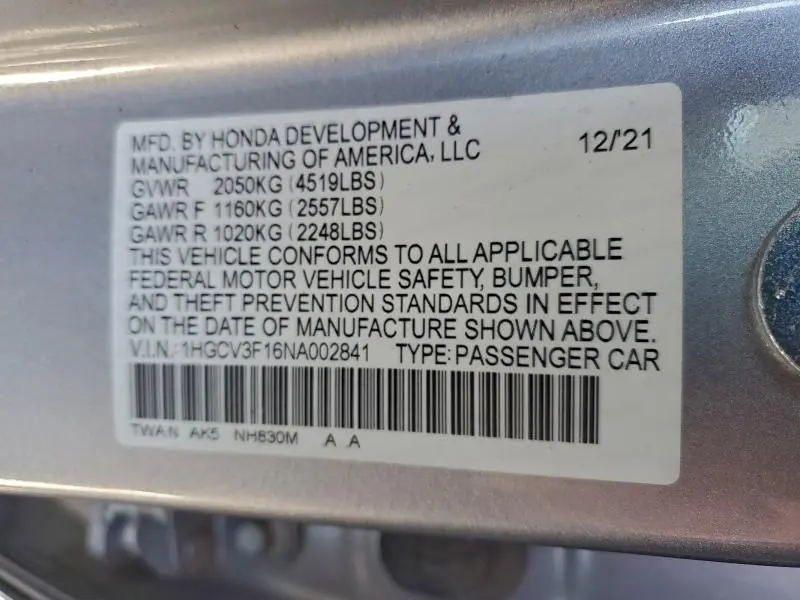 MFD. BY HONDA DEVELOPMENT &
MANUFACTURING OF AMERICA, LLC 12/'21
GVWR 2050KG (4519LBS)
GAWR F 1160KG (2557LBS)
GAWR R 1020KG (2248LBS)
THIS VEHICLE CONFORMS TO ALL APPLICABLE
FEDERAL MOTOR VEHICLE SAFETY, BUMPER,
AND THEFT PREVENTION STANDARDS IN EFFECT
ON THE DATE OF MANUFACTURE SHOWN ABOVE.
V.I.N.: 1HGCV3F16NA002841 TYPE: PASSENGER CAR
TWAN AK5 NH830M .A .A